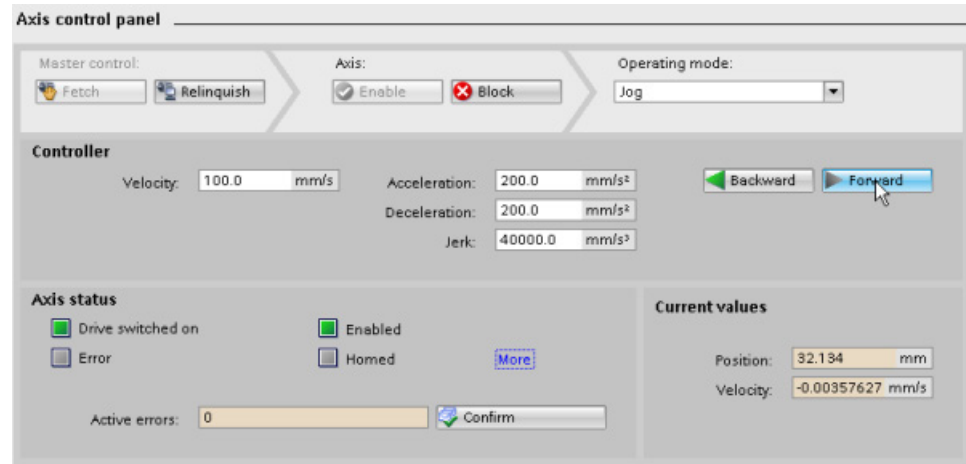 Axis control panel
Master control: Axis: Operating mode:
Fetch Relinquish Enable Block Jog
Controller
Velocity: 100.0 mm/s Acceleration: 200.0 mm/s² Backward Forward
Deceleration: 200.0 mm/s²
Jerk: 40000.0 mm/s³
Axis status
Drive switched on Enabled
Error Homed More
Active errors: 0 Confirm
Current values
Position: 32.134 mm
Velocity: -0.00357627 mm/s